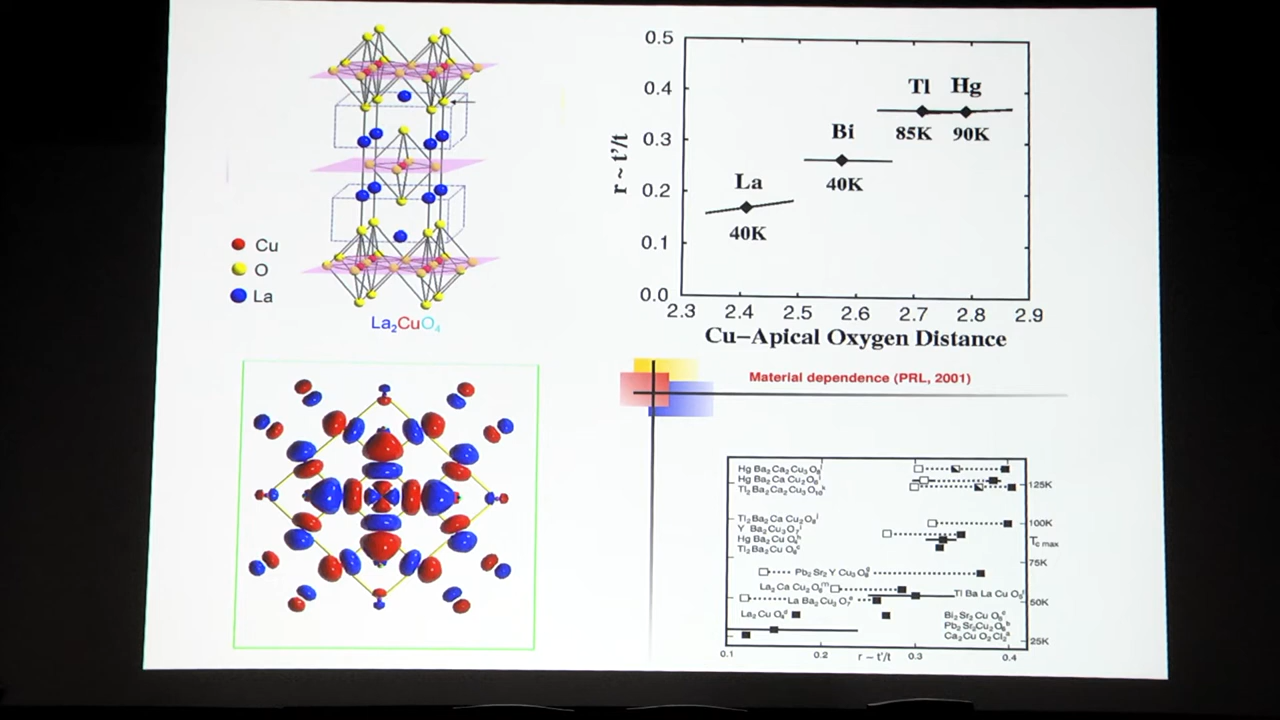 Cu
O
La
La2CuO4
0.5
0.4
0.3
0.2
0.1
0.0
r ~ t'/t
Tl Hg
85K 90K
Bi
40K
La
40K
2.3 2.4 2.5 2.6 2.7 2.8 2.9
Cu–Apical Oxygen Distance
Material dependence (PRL, 2001)
Hg Ba2 Ca2 Cu3 O8
Hg Ba2 Ca Cu2 O6
Tl2 Ba2 Ca2 Cu3 O10
125K
Tl2 Ba2 Ca Cu2 O8
100K
Y Ba2 Cu3 O7
Hg Ba2 Cu O4
Tc max
Tl2 Ba2 Cu O6
75K
Pb2 Sr2 Y Cu3 O8
La2 Ca Cu2 O6
Tl Ba La Cu O5
La Ba2 Cu2 O7
50K
La2 Cu O4
Bi2 Sr2 Cu O6
Pb2 Sr2 Cu2 O6
Ca2 Cu O2 Cl2
25K
0.1 0.2 r ~ t'/t 0.3 0.4